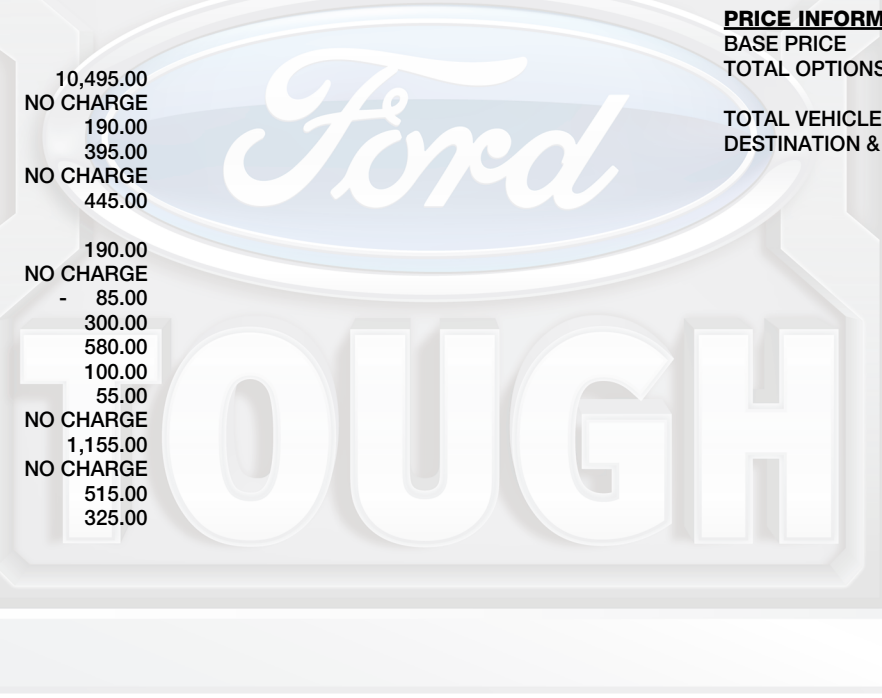 PRICE INFORM
BASE PRICE
TOTAL OPTIONS
TOTAL VEHICLE
DESTINATION &
10,495.00
NO CHARGE
190.00
395.00
NO CHARGE
445.00
190.00
NO CHARGE
- 85.00
300.00
580.00
100.00
55.00
NO CHARGE
1,155.00
NO CHARGE
515.00
325.00
Ford
TOUGH